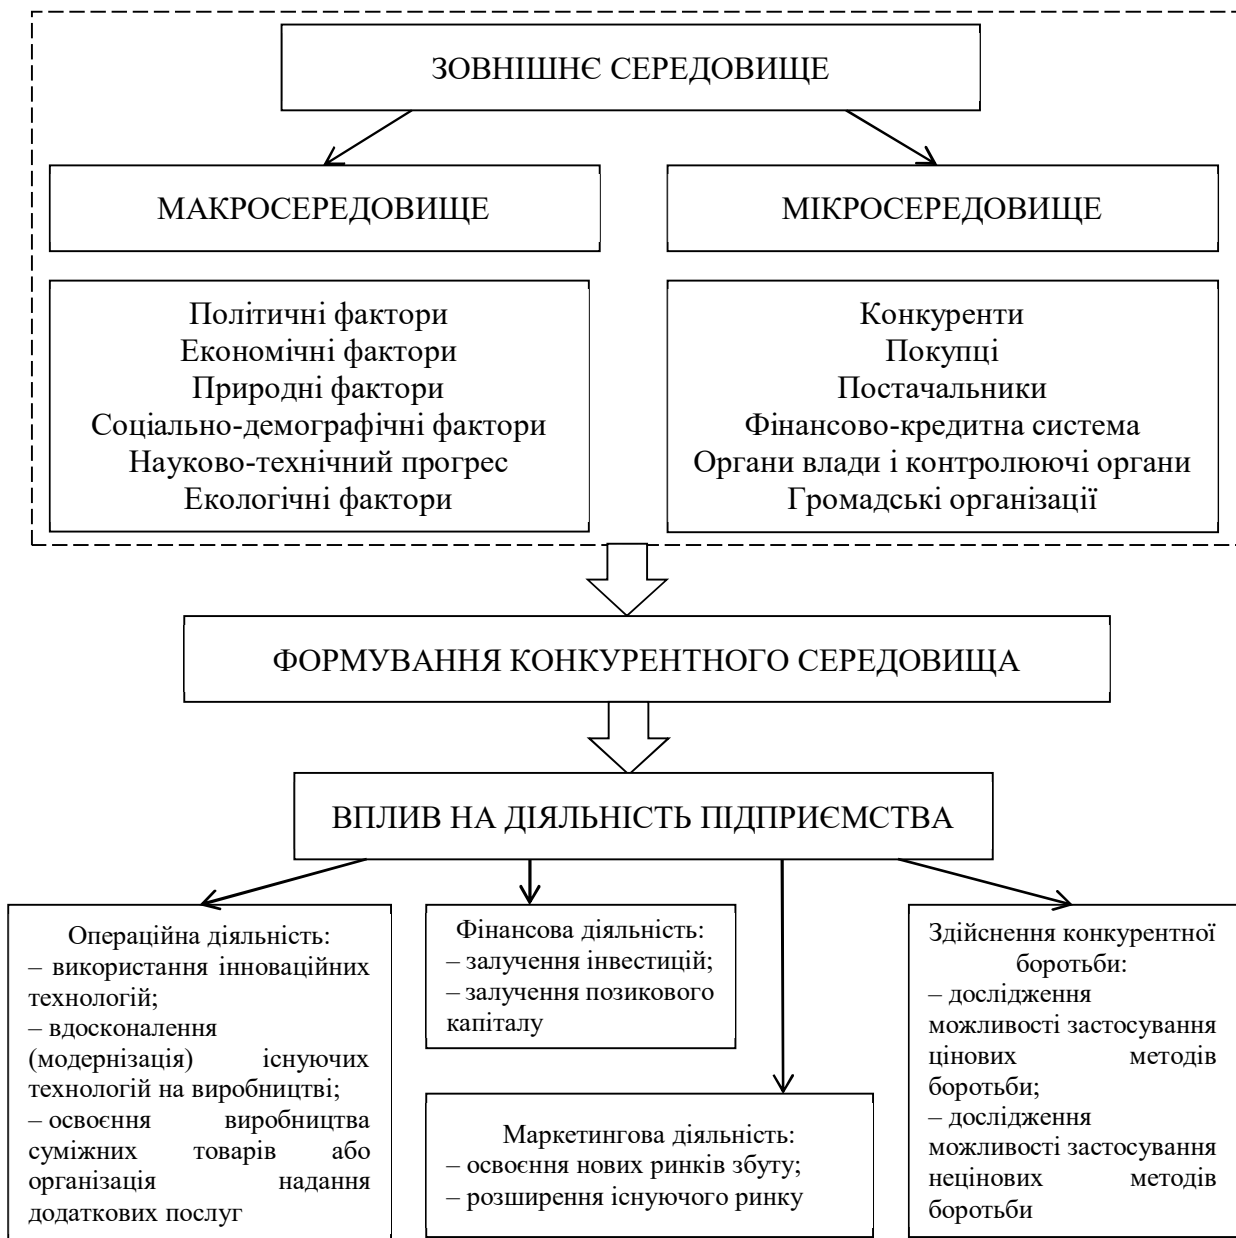 ЗОВНІШНЄ СЕРЕДОВИЩЕ
МАКРОСЕРЕДОВИЩЕ
МІКРОСЕРЕДОВИЩЕ
Політичні фактори
Економічні фактори
Природні фактори
Соціально-демографічні фактори
Науково-технічний прогрес
Екологічні фактори
Конкуренти
Покупці
Постачальники
Фінансово-кредитна система
Органи влади і контролюючі органи
Громадські організації
ФОРМУВАННЯ КОНКУРЕНТНОГО СЕРЕДОВИЩА
ВПЛИВ НА ДІЯЛЬНІСТЬ ПІДПРИЄМСТВА
Операційна діяльність:
– використання інноваційних
технологій;
– вдосконалення
(модернізація) існуючих
технологій на виробництві;
– освоєння виробництва
суміжних товарів або
організація надання
додаткових послуг
Фінансова діяльність:
– залучення інвестицій;
– залучення позикового
капіталу
Маркетингова діяльність:
– освоєння нових ринків збуту;
– розширення існуючого ринку
Здійснення конкурентної
боротьби:
– дослідження
можливості застосування
цінових методів
боротьби;
– дослідження
можливості застосування
нецінових методів
боротьби